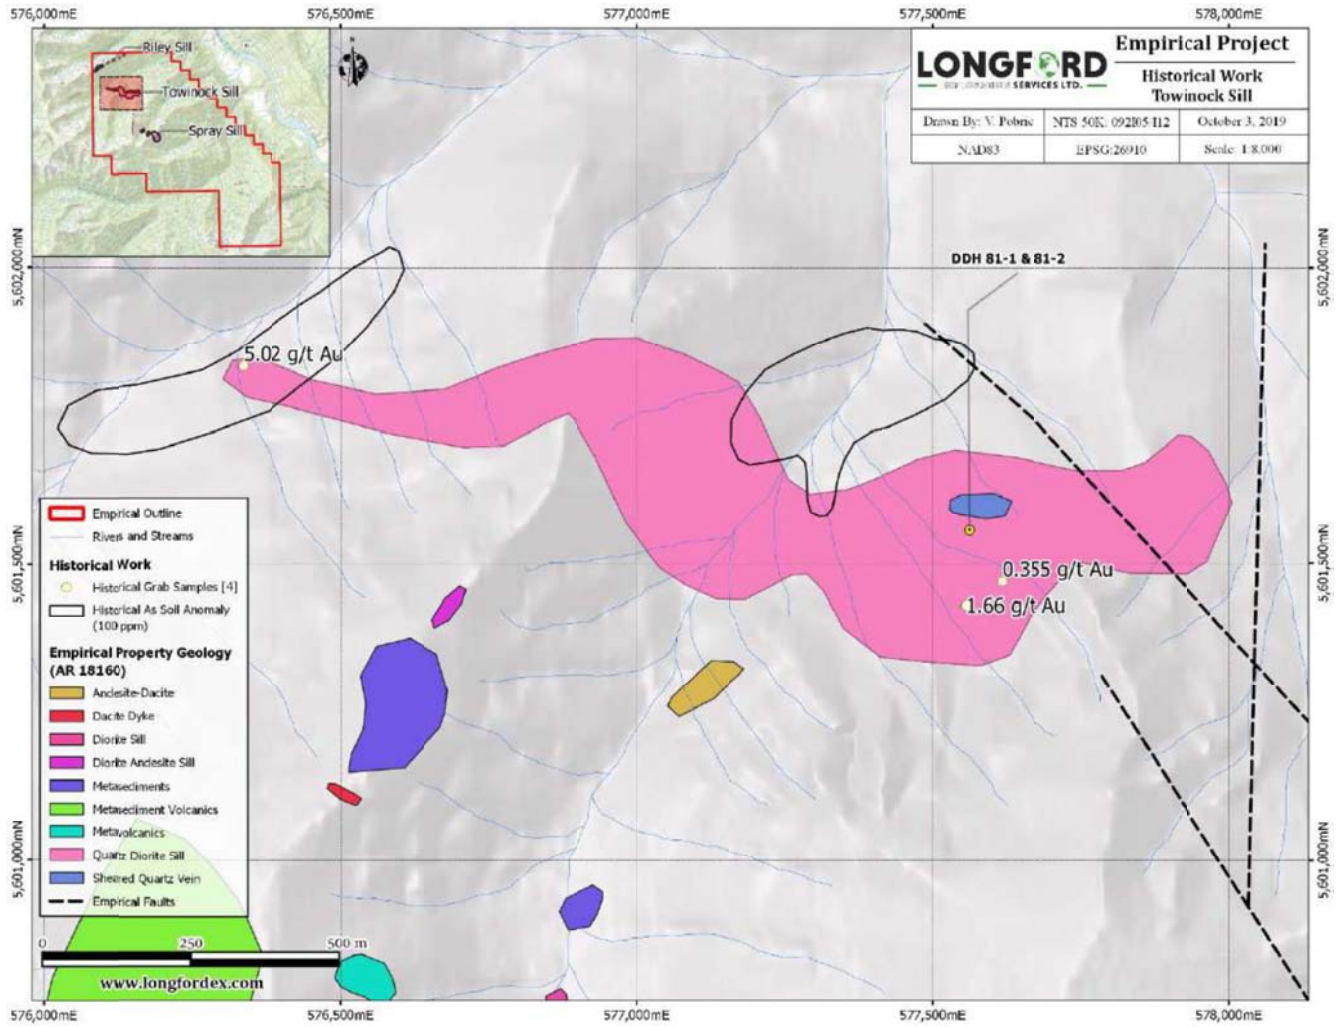 576,000mE 576,500mE 577,000mE 577,500mE 578,000mE
Riley Sill
Towinock Sill
Spray Sill
N
LONGFORD
SERVICES LTD.
Empirical Project
Historical Work
Towinock Sill
Drawn By: V. Pobric
NTS 50K: 092I05-I12
October 3, 2019
NAD83
EPSG:26910
Scale: 1:8,000
5,602,000mN
5,602,000mN
DDH 81-1 & 81-2
5.02 g/t Au
5,601,500mN
5,601,500mN
0.355 g/t Au
1.66 g/t Au
Empirical Outline
Rivers and Streams
Historical Work
Historical Grab Samples [4]
Historical As Soil Anomaly
(100 ppm)
Empirical Property Geology
(AR 18160)
Andesite-Dacite
Dacite Dyke
Diorite Sill
Diorite Andesite Sill
Metasediments
Metasediment Volcanics
Metavolcanics
Quartz Diorite Sill
Sheared Quartz Vein
Empirical Faults
5,601,000mN
5,601,000mN
0 250 500 m
www.longfordex.com
576,000mE 576,500mE 577,000mE 577,500mE 578,000mE